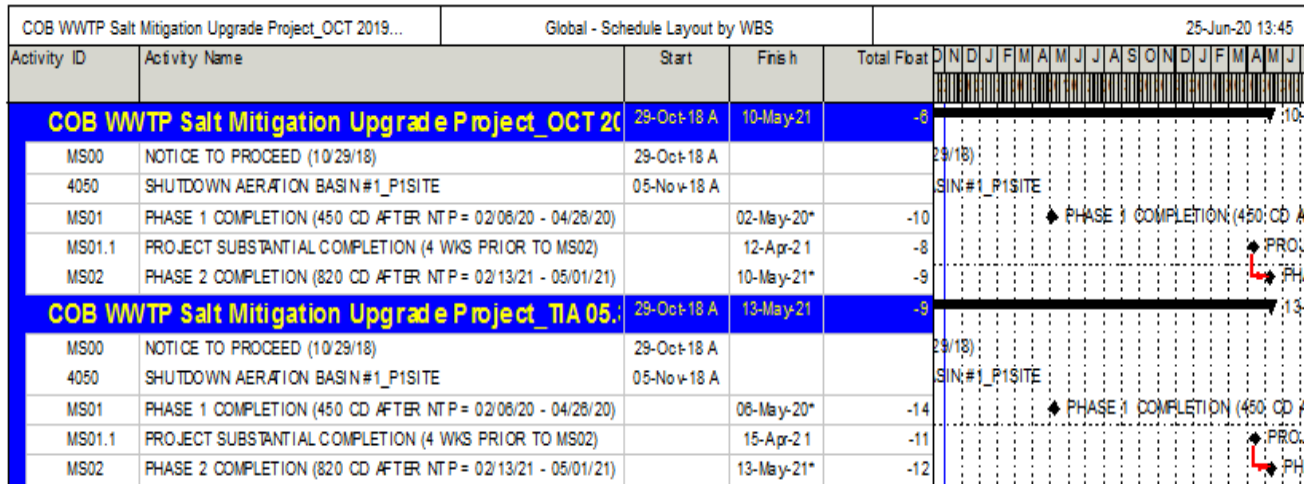 COB WWTP Salt Mitigation Upgrade Project_OCT 2019... Global - Schedule Layout by WBS 25-Jun-20 13:45
Activity ID Activity Name Start Finish Total Float O N D J F M A M J J A S O N D J F M A M J
COB WWTP Salt Mitigation Upgrade Project_OCT 20 29-Oct-18 A 10-May-21 -6 10-
MS00 NOTICE TO PROCEED (10/29/18) 29-Oct-18 A 29/18)
4050 SHUTDOWN AERATION BASIN #1_P1SITE 05-Nov-18 A SIN #1_P1SITE
MS01 PHASE 1 COMPLETION (450 CD AFTER NTP = 02/06/20 - 04/26/20) 02-May-20* -10 PHASE 1 COMPLETION (450 CD A
MS01.1 PROJECT SUBSTANTIAL COMPLETION (4 WKS PRIOR TO MS02) 12-Apr-21 -8 PROJ
MS02 PHASE 2 COMPLETION (820 CD AFTER NTP = 02/13/21 - 05/01/21) 10-May-21* -9 PH
COB WWTP Salt Mitigation Upgrade Project_TIA 05. 29-Oct-18 A 13-May-21 -9 13-
MS00 NOTICE TO PROCEED (10/29/18) 29-Oct-18 A 29/18)
4050 SHUTDOWN AERATION BASIN #1_P1SITE 05-Nov-18 A SIN #1_P1SITE
MS01 PHASE 1 COMPLETION (450 CD AFTER NTP = 02/06/20 - 04/26/20) 06-May-20* -14 PHASE 1 COMPLETION (450 CD A
MS01.1 PROJECT SUBSTANTIAL COMPLETION (4 WKS PRIOR TO MS02) 15-Apr-21 -11 PROJ
MS02 PHASE 2 COMPLETION (820 CD AFTER NTP = 02/13/21 - 05/01/21) 13-May-21* -12 PH